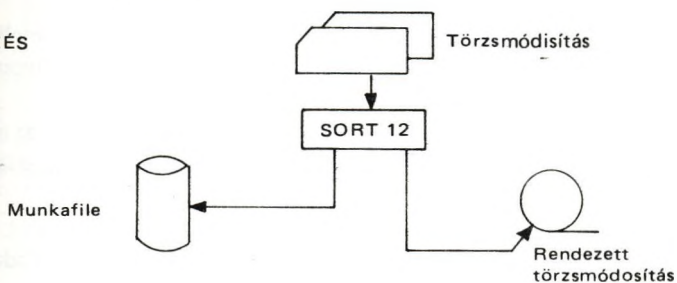 ÉS
Törzsmódisítás
SORT 12
Munkafile
Rendezett
törzsmódosítás